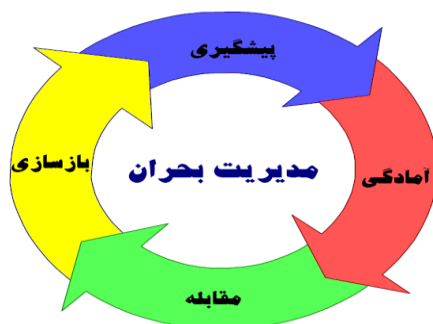 پیشگیری
آمادگی
مدیریت بحران
بازسازی
مقابله